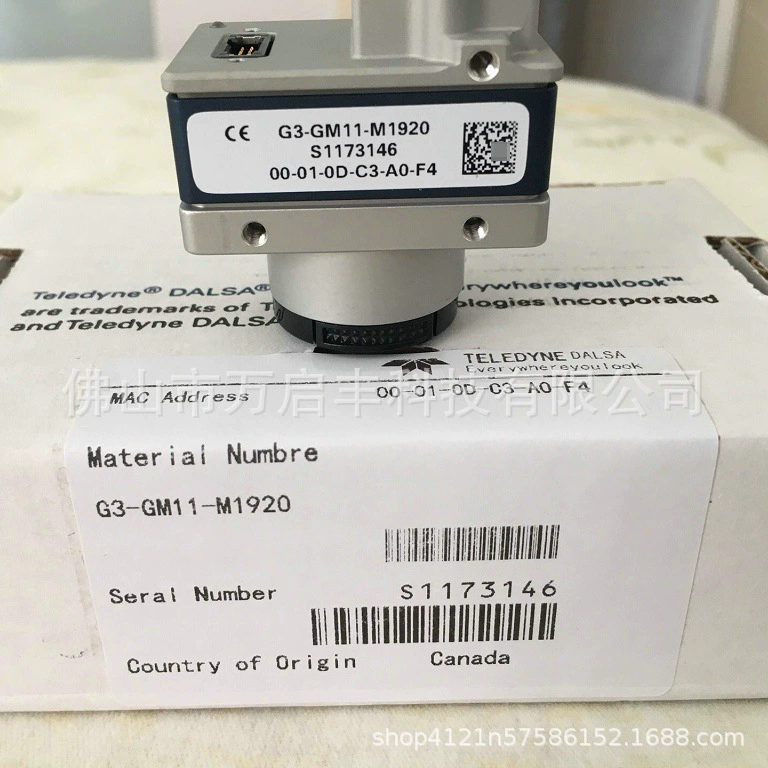 CE G3-GM11-M1920
S1173146
00-01-0D-C3-A0-F4
Teledyne® DALSA® everywhereyoulook™
are trademarks of ologies Incorporated
and Teledyne DALSA
TELEDYNE DALSA
Everywhereyoulook
MAC Address 00-01-0D-C3-A0-F4
佛山市万启丰科技有限公司
Material Numbre
G3-GM11-M1920
Seral Number S1173146
Country of Origin Canada
shop4121n57586152.1688.com